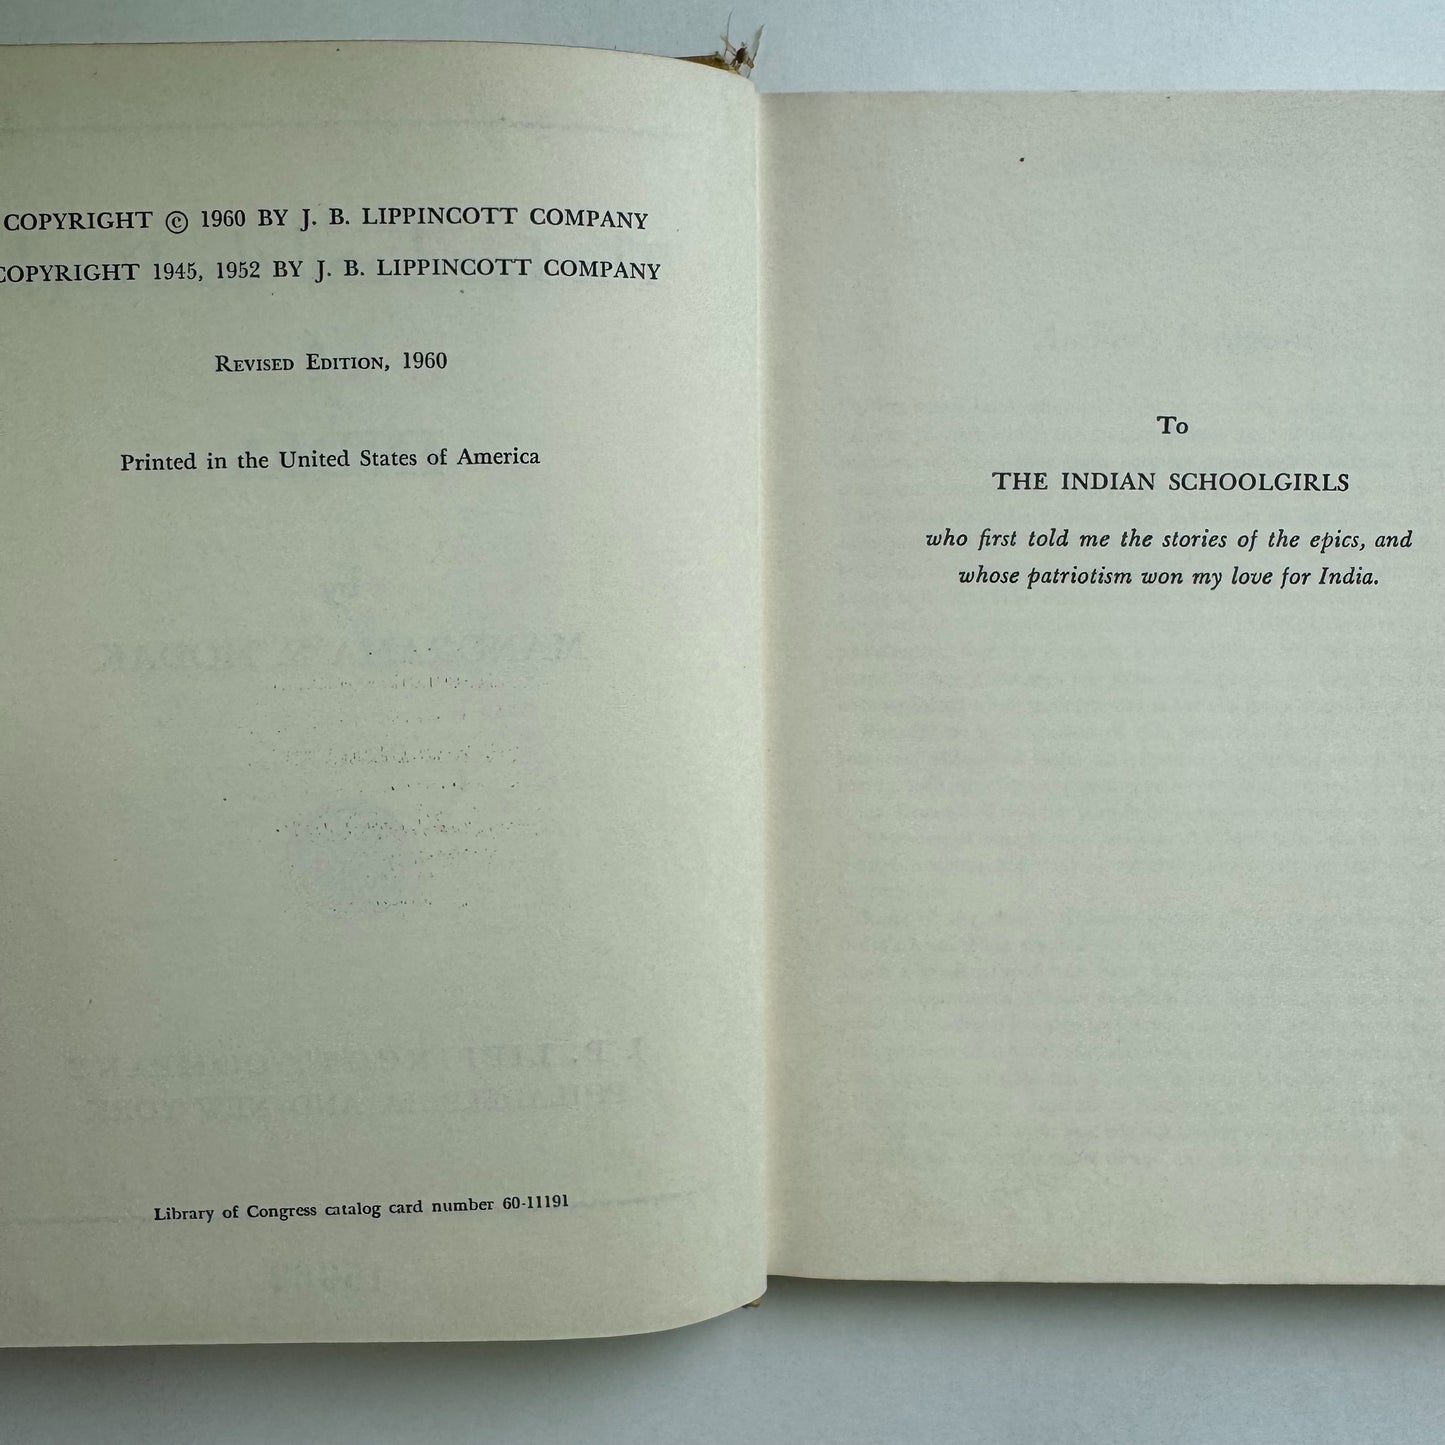 COPYRIGHT © 1960 BY J. B. LIPPINCOTT COMPANY
COPYRIGHT 1945, 1952 BY J. B. LIPPINCOTT COMPANY
REVISED EDITION, 1960
Printed in the United States of America
Library of Congress catalog card number 60-11191
To
THE INDIAN SCHOOLGIRLS
who first told me the stories of the epics, and
whose patriotism won my love for India.